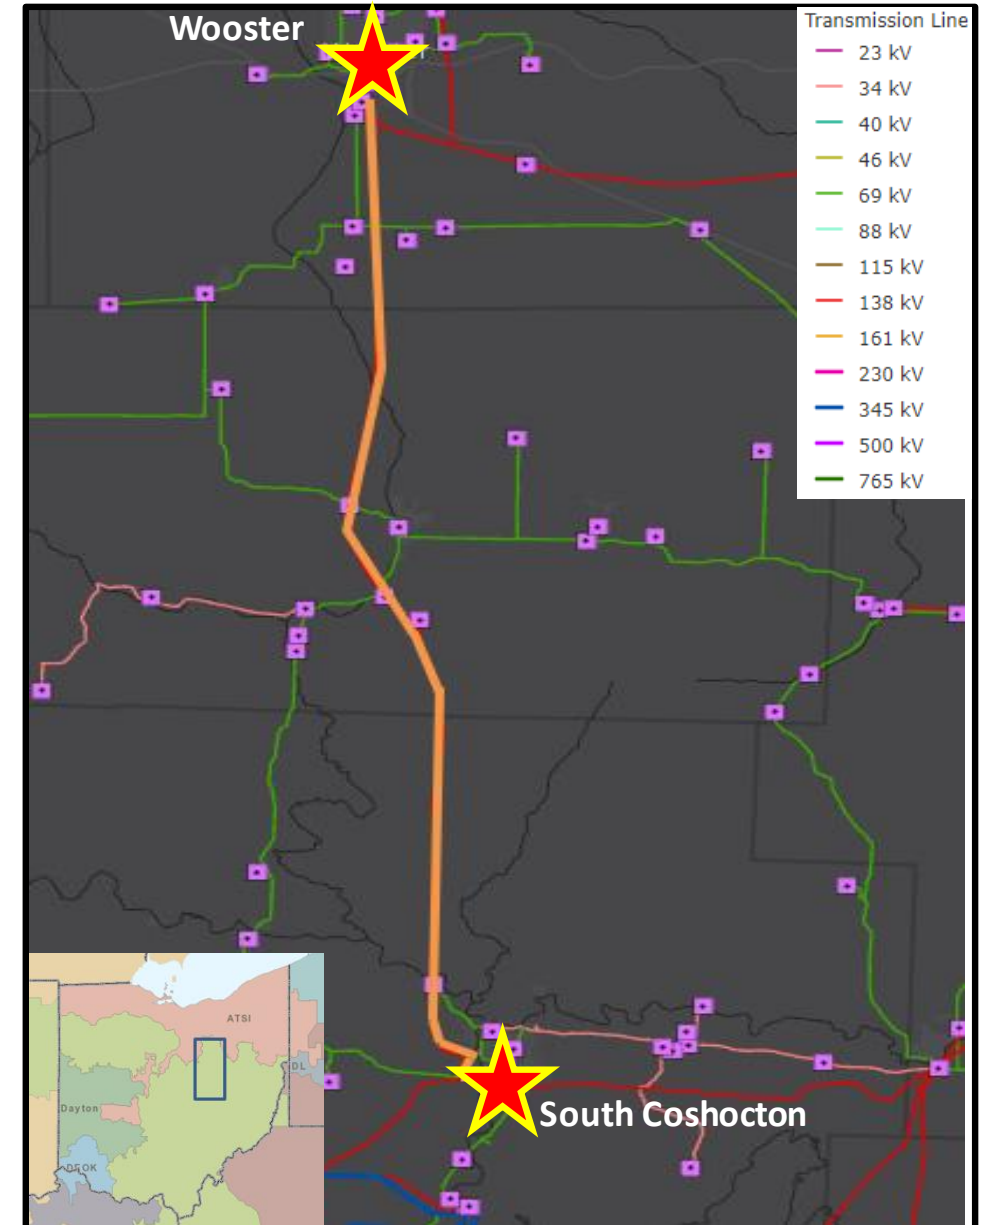 Wooster
Transmission Line
23 kV
34 kV
40 kV
46 kV
69 kV
88 kV
115 kV
138 kV
161 kV
230 kV
345 kV
500 kV
765 kV
South Coshocton
ATSI
DL
Dayton
DEOK